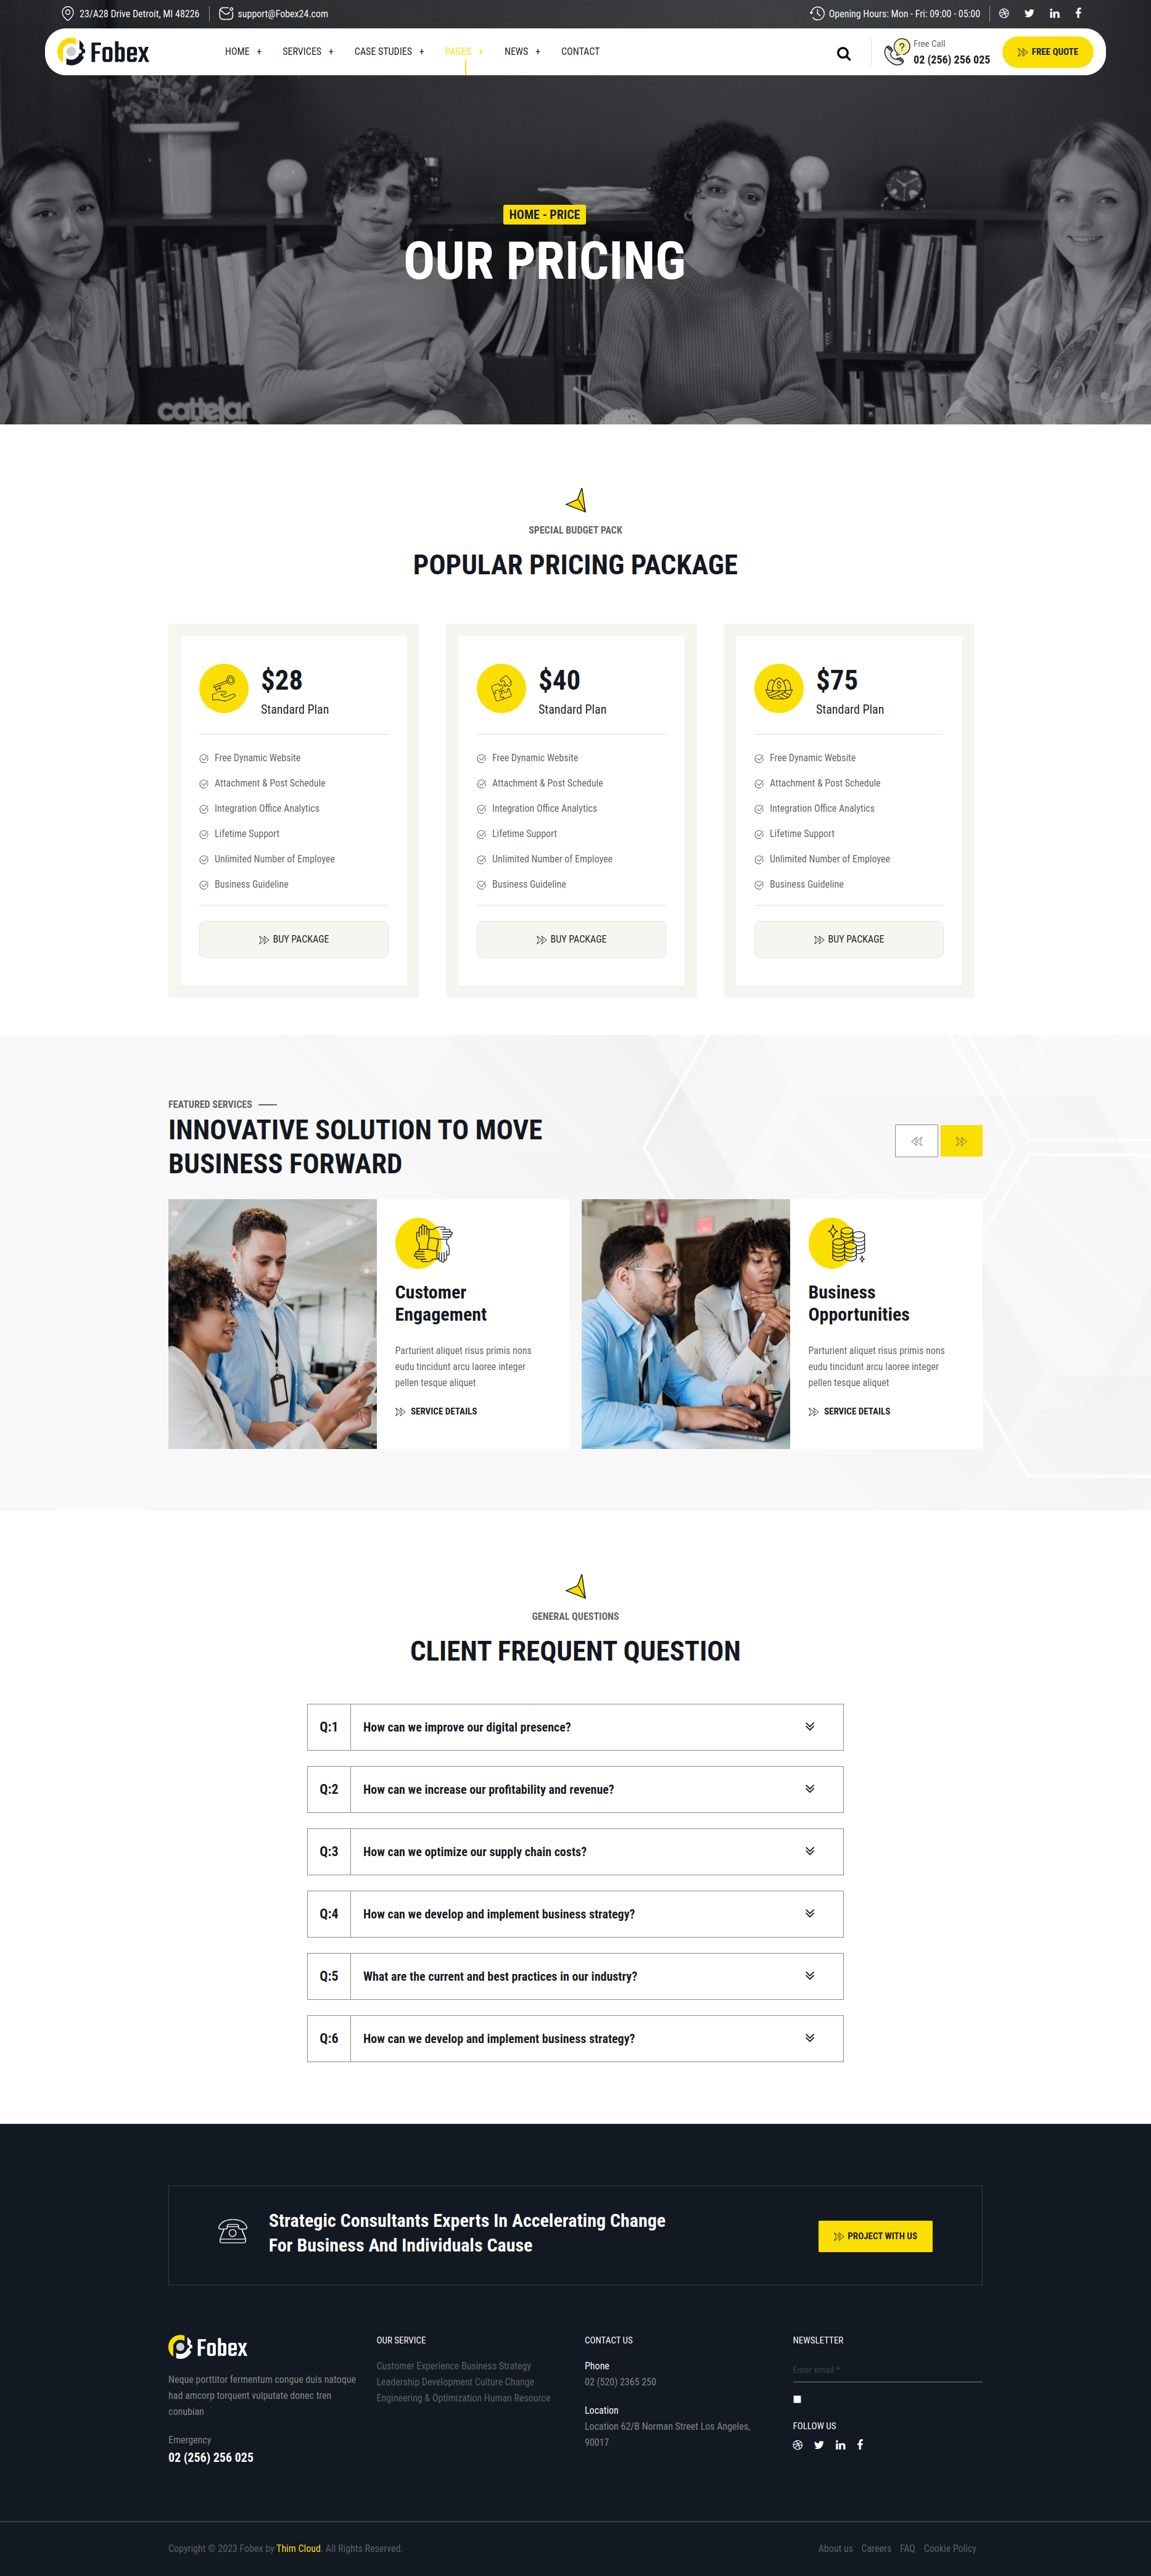 23/A28 Drive Detroit, MI 48226 support@Fobex24.com Opening Hours: Mon - Fri: 09:00 - 05:00
Fobex HOME + SERVICES + CASE STUDIES + PAGES + NEWS + CONTACT Free Call 02 (256) 256 025 FREE QUOTE
HOME - PRICE
OUR PRICING
cattelan
SPECIAL BUDGET PACK
POPULAR PRICING PACKAGE
$28
Standard Plan
Free Dynamic Website
Attachment & Post Schedule
Integration Office Analytics
Lifetime Support
Unlimited Number of Employee
Business Guideline
BUY PACKAGE
$40
Standard Plan
Free Dynamic Website
Attachment & Post Schedule
Integration Office Analytics
Lifetime Support
Unlimited Number of Employee
Business Guideline
BUY PACKAGE
$75
Standard Plan
Free Dynamic Website
Attachment & Post Schedule
Integration Office Analytics
Lifetime Support
Unlimited Number of Employee
Business Guideline
BUY PACKAGE
FEATURED SERVICES
INNOVATIVE SOLUTION TO MOVE
BUSINESS FORWARD
Customer
Engagement
Parturient aliquet risus primis nons
eudu tincidunt arcu laoree integer
pellen tesque aliquet
SERVICE DETAILS
Business
Opportunities
Parturient aliquet risus primis nons
eudu tincidunt arcu laoree integer
pellen tesque aliquet
SERVICE DETAILS
GENERAL QUESTIONS
CLIENT FREQUENT QUESTION
Q:1 How can we improve our digital presence?
Q:2 How can we increase our profitability and revenue?
Q:3 How can we optimize our supply chain costs?
Q:4 How can we develop and implement business strategy?
Q:5 What are the current and best practices in our industry?
Q:6 How can we develop and implement business strategy?
Strategic Consultants Experts In Accelerating Change
For Business And Individuals Cause
PROJECT WITH US
Fobex
Neque porttitor fermentum congue duis natoque
had amcorp torquent vulputate donec tren
conubian
Emergency
02 (256) 256 025
OUR SERVICE
Customer Experience Business Strategy
Leadership Development Culture Change
Engineering & Optimization Human Resource
CONTACT US
Phone
02 (520) 2365 250
Location
Location 62/B Norman Street Los Angeles,
90017
NEWSLETTER
Enter email *
FOLLOW US
Copyright © 2023 Fobex by Thim Cloud. All Rights Reserved.
About us Careers FAQ Cookie Policy